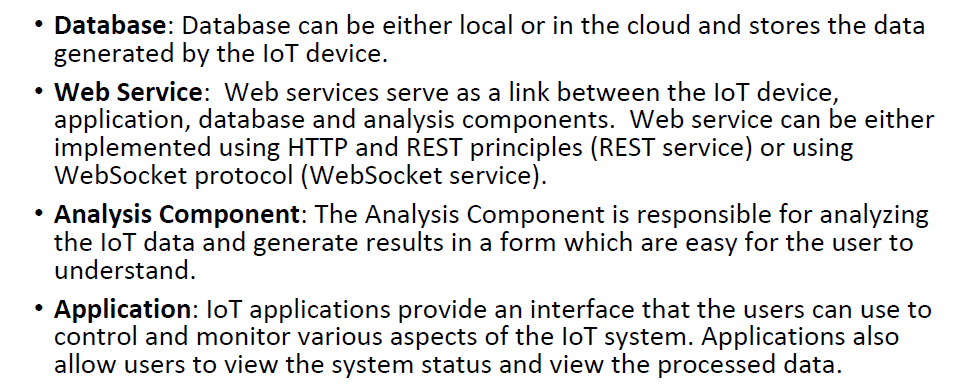 • Database: Database can be either local or in the cloud and stores the data
generated by the IoT device.
• Web Service:  Web services serve as a link between the IoT device,
application, database and analysis components.  Web service can be either
implemented using HTTP and REST principles (REST service) or using
WebSocket protocol (WebSocket service).
• Analysis Component: The Analysis Component is responsible for analyzing
the IoT data and generate results in a form which are easy for the user to
understand.
• Application: IoT applications provide an interface that the users can use to
control and monitor various aspects of the IoT system. Applications also
allow users to view the system status and view the processed data.